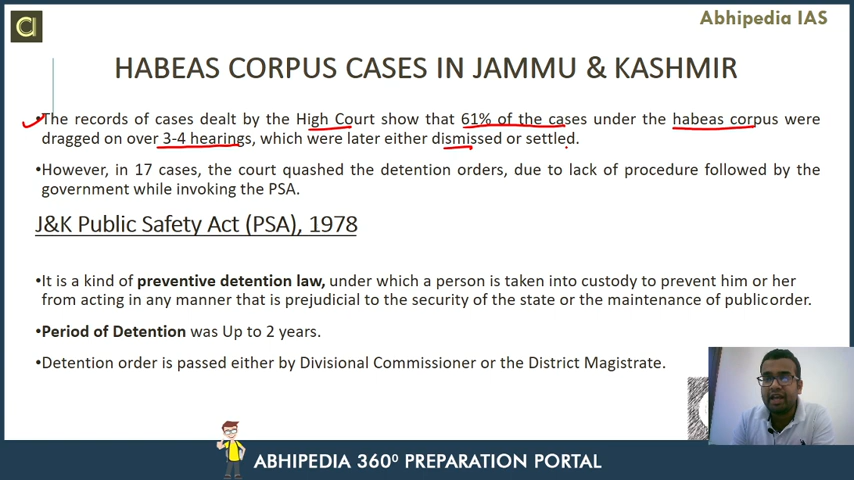 Abhipedia IAS
HABEAS CORPUS CASES IN JAMMU & KASHMIR
•The records of cases dealt by the High Court show that 61% of the cases under the habeas corpus were
dragged on over 3-4 hearings, which were later either dismissed or settled.
•However, in 17 cases, the court quashed the detention orders, due to lack of procedure followed by the
government while invoking the PSA.
J&K Public Safety Act (PSA), 1978
•It is a kind of preventive detention law, under which a person is taken into custody to prevent him or her
from acting in any manner that is prejudicial to the security of the state or the maintenance of publicorder.
•Period of Detention was Up to 2 years.
•Detention order is passed either by Divisional Commissioner or the District Magistrate.
ABHIPEDIA 360⁰ PREPARATION PORTAL